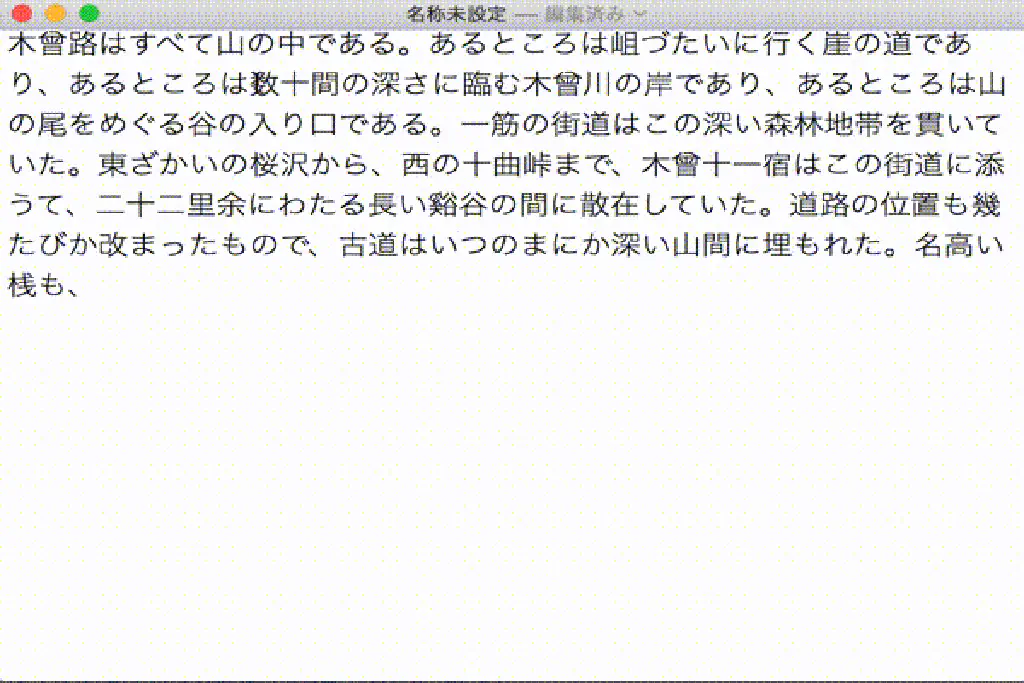 名称未設定 — 編集済み
木曾路はすべて山の中である。あるところは岨づたいに行く崖の道であ
り、あるところは数十間の深さに臨む木曾川の岸であり、あるところは山
の尾をめぐる谷の入り口である。一筋の街道はこの深い森林地帯を貫いて
いた。東ざかいの桜沢から、西の十曲峠まで、木曾十一宿はこの街道に添
うて、二十二里余にわたる長い谿谷の間に散在していた。道路の位置も幾
たびか改まったもので、古道はいつのまにか深い山間に埋もれた。名高い
桟も、